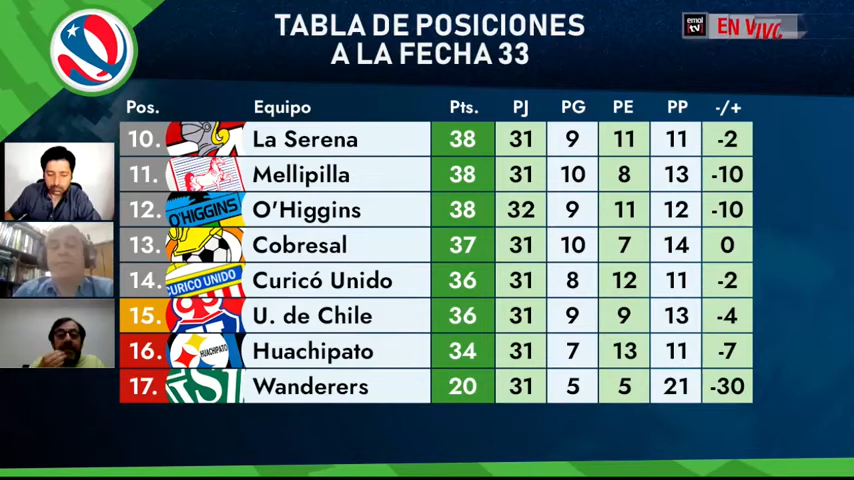 TABLA DE POSICIONES
A LA FECHA 33
emol tv EN VIVO
Pos. Equipo Pts. PJ PG PE PP -/+
10. La Serena 38 31 9 11 11 -2
11. Mellipilla 38 31 10 8 13 -10
12. O'HIGGINS O'Higgins 38 32 9 11 12 -10
13. Cobresal 37 31 10 7 14 0
14. CURICO UNIDO Curicó Unido 36 31 8 12 11 -2
15. U. de Chile 36 31 9 9 13 -4
16. HUACHIPATO Huachipato 34 31 7 13 11 -7
17. Wanderers 20 31 5 5 21 -30